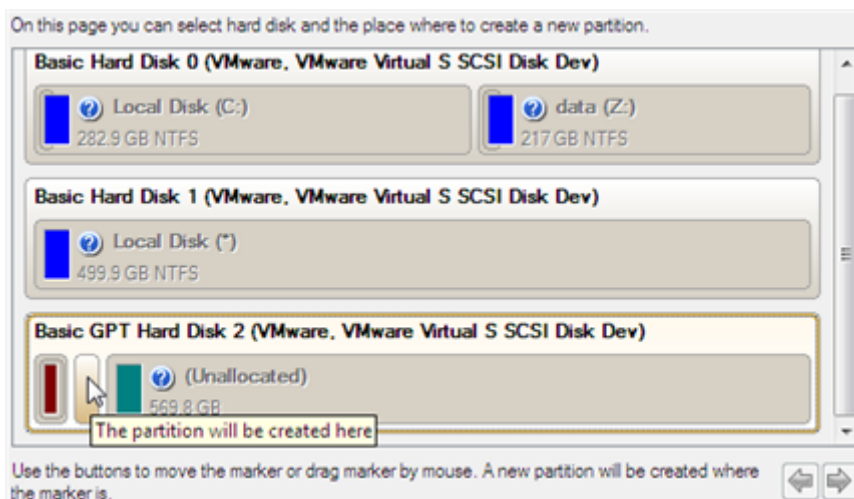 On this page you can select hard disk and the place where to create a new partition.
Basic Hard Disk 0 (VMware, VMware Virtual S SCSI Disk Dev)
Local Disk (C:)
282.9 GB NTFS
data (Z:)
217 GB NTFS
Basic Hard Disk 1 (VMware, VMware Virtual S SCSI Disk Dev)
Local Disk (*)
499.9 GB NTFS
Basic GPT Hard Disk 2 (VMware, VMware Virtual S SCSI Disk Dev)
(Unallocated)
569.8 GB
The partition will be created here
Use the buttons to move the marker or drag marker by mouse. A new partition will be created where
the marker is.